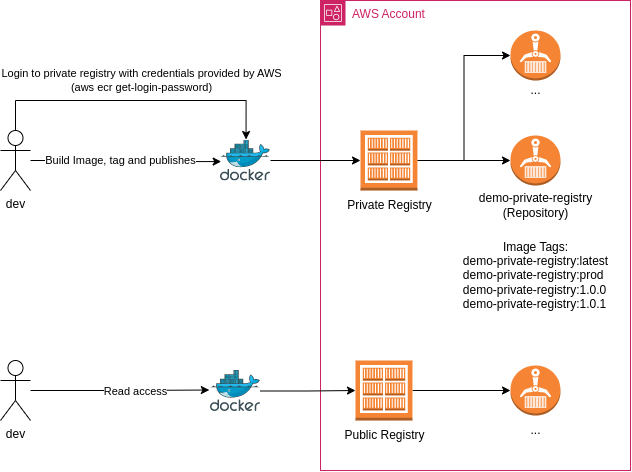 AWS Account
Login to private registry with credentials provided by AWS
(aws ecr get-login-password)
...
Build Image, tag and publishes
docker
dev
Private Registry
demo-private-registry
(Repository)
Image Tags:
demo-private-registry:latest
demo-private-registry:prod
demo-private-registry:1.0.0
demo-private-registry:1.0.1
Read access
docker
dev
Public Registry
...